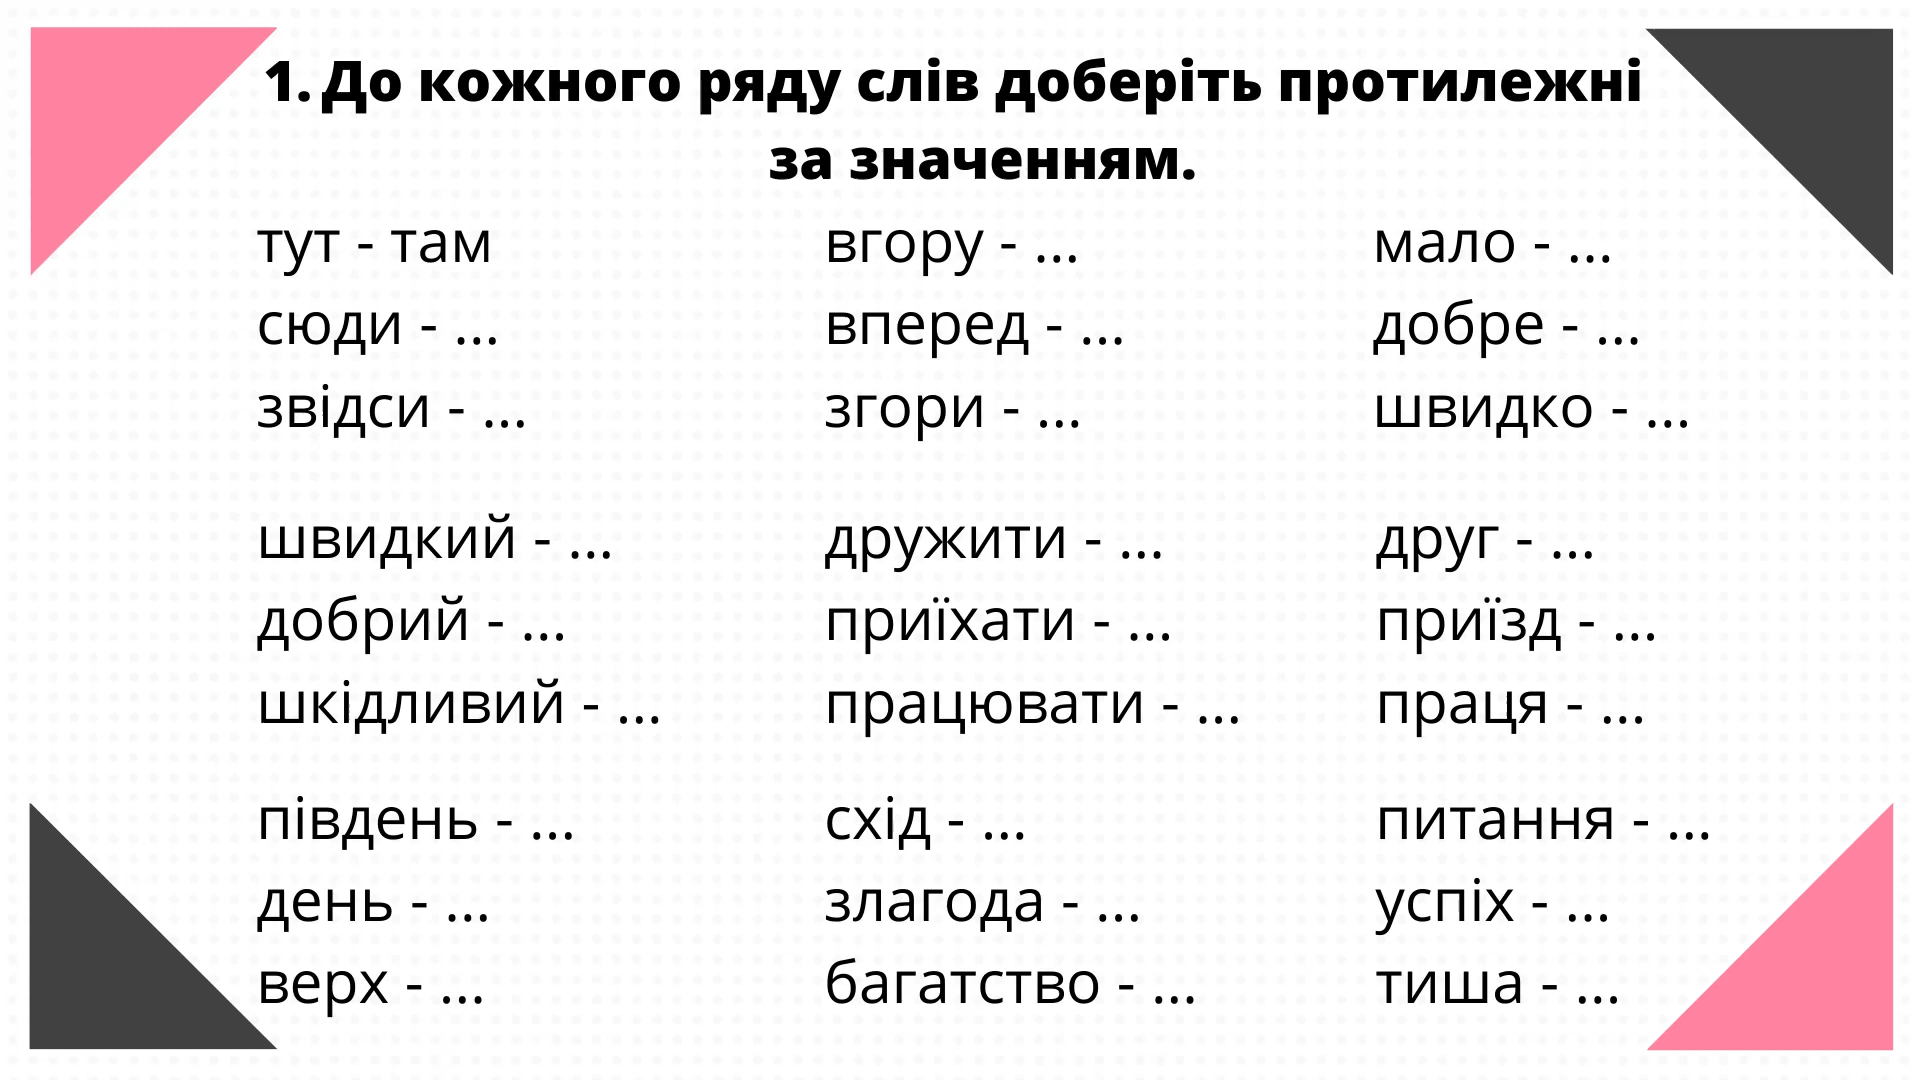 1. До кожного ряду слів доберіть протилежні
за значенням.
тут - там
сюди - ...
звідси - ...
вгору - ...
вперед - ...
згори - ...
мало - ...
добре - ...
швидко - ...
швидкий - ...
добрий - ...
шкідливий - ...
дружити - ...
приїхати - ...
працювати - ...
друг - ...
приїзд - ...
праця - ...
південь - ...
день - ...
верх - ...
схід - ...
злагода - ...
багатство - ...
питання - ...
успіх - ...
тиша - ...